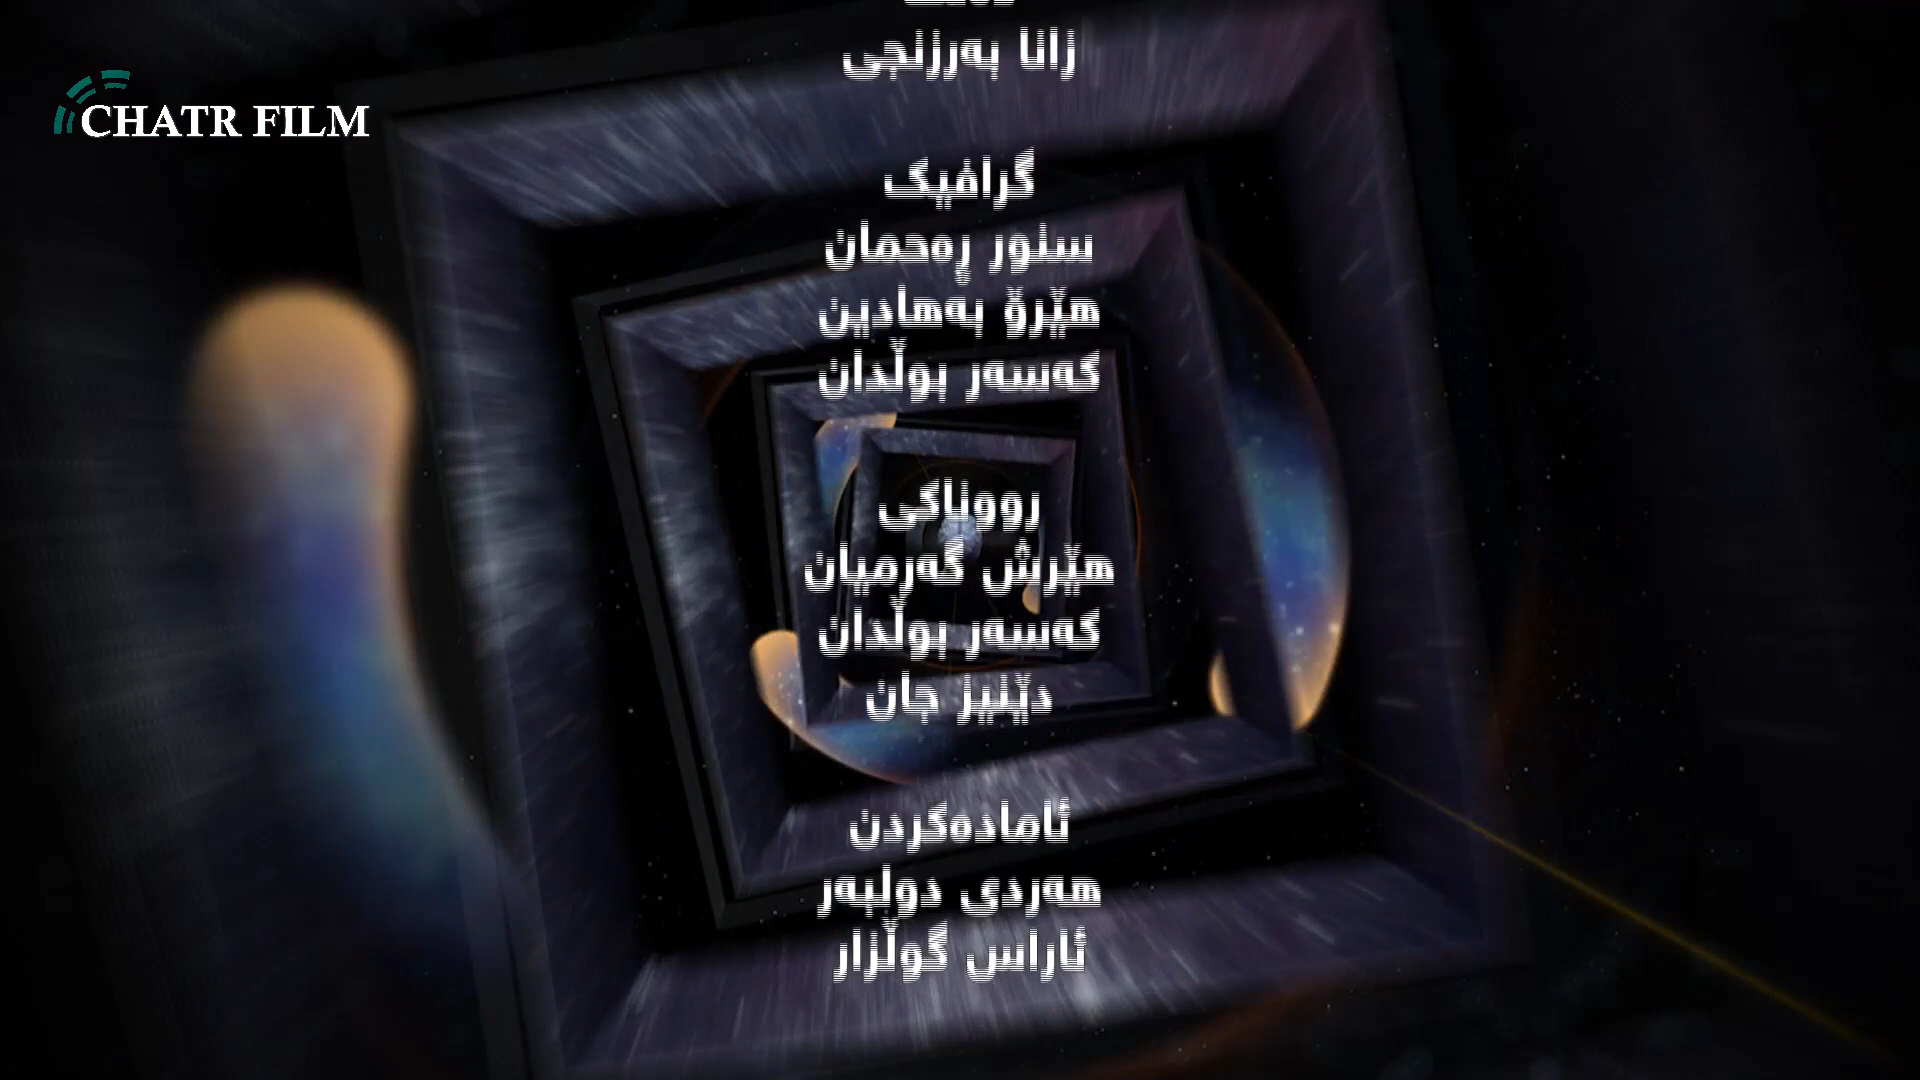 زانا بەرزنجی
CHATR FILM
گرافیک
سنور ڕەحمان
هێرۆ بەهادین
کەسەر بوڵدان
رووناکی
هێرش گەرمیان
کەسەر بوڵدان
دێنیز جان
ئامادەکردن
هەردی دولبەر
ئاراس گوڵزار